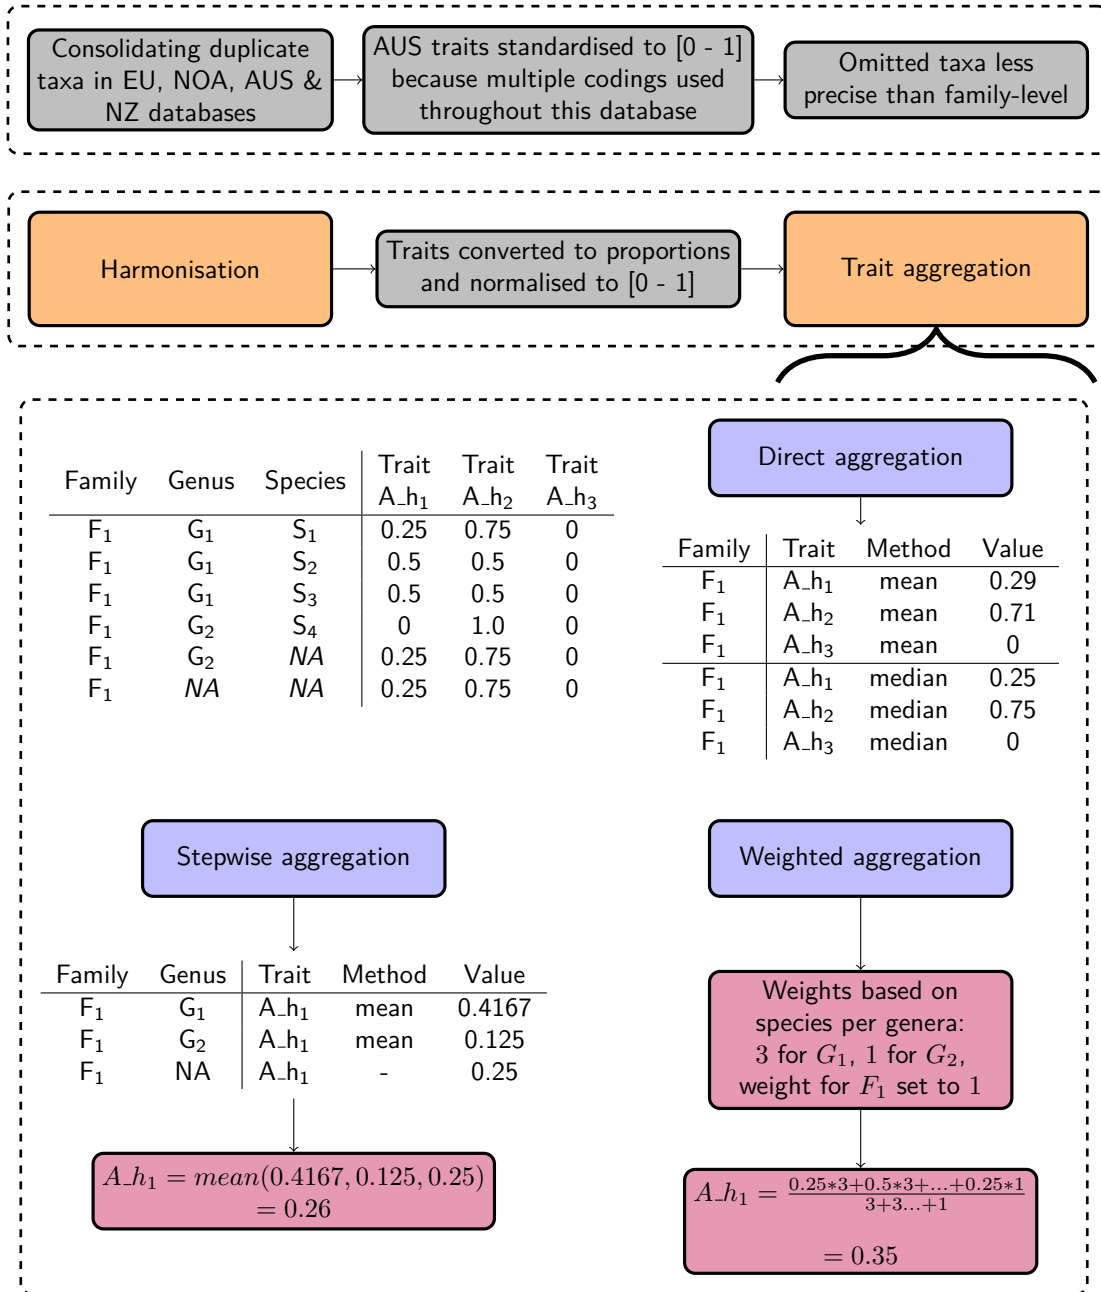 Consolidating duplicate
taxa in EU, NOA, AUS &
NZ databases
AUS traits standardised to [0 - 1]
because multiple codings used
throughout this database
Omitted taxa less
precise than family-level
Harmonisation
Traits converted to proportions
and normalised to [0 - 1]
Trait aggregation
Family Genus Species Trait A_h₁ Trait A_h₂ Trait A_h₃
F₁ G₁ S₁ 0.25 0.75 0
F₁ G₁ S₂ 0.5 0.5 0
F₁ G₁ S₃ 0.5 0.5 0
F₁ G₂ S₄ 0 1.0 0
F₁ G₂ NA 0.25 0.75 0
F₁ NA NA 0.25 0.75 0
Direct aggregation
Family Trait Method Value
F₁ A_h₁ mean 0.29
F₁ A_h₂ mean 0.71
F₁ A_h₃ mean 0
F₁ A_h₁ median 0.25
F₁ A_h₂ median 0.75
F₁ A_h₃ median 0
Stepwise aggregation
Family Genus Trait Method Value
F₁ G₁ A_h₁ mean 0.4167
F₁ G₂ A_h₁ mean 0.125
F₁ NA A_h₁ - 0.25
A_h₁ = mean(0.4167, 0.125, 0.25)
= 0.26
Weighted aggregation
Weights based on
species per genera:
3 for G₁, 1 for G₂,
weight for F₁ set to 1
A_h₁ = (0.25*3+0.5*3+...+0.25*1)/(3+3...+1)
= 0.35